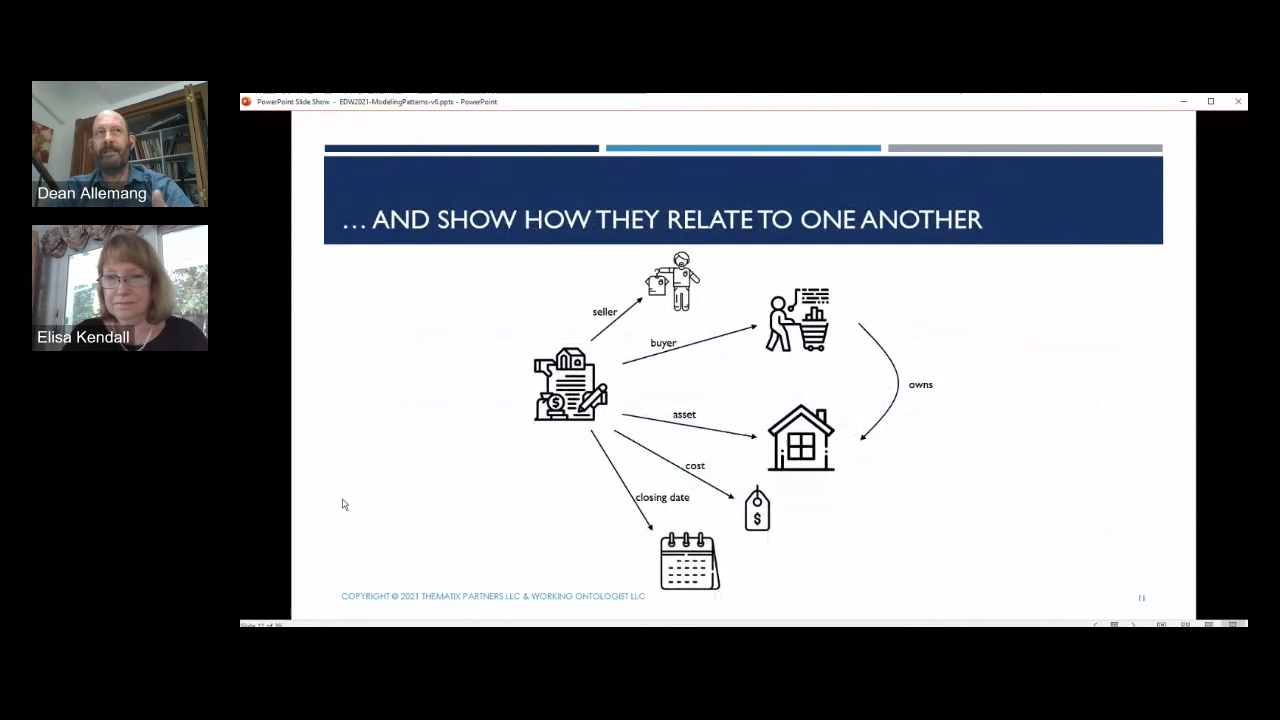 Dean Allemang
Elisa Kendall
PowerPoint Slide Show - EDW2021-ModelingPatterns-v6.pptx - PowerPoint
... AND SHOW HOW THEY RELATE TO ONE ANOTHER
seller
buyer
owns
asset
cost
closing date
$
$
COPYRIGHT © 2021 THEMATIX PARTNERS LLC & WORKING ONTOLOGIST LLC
11